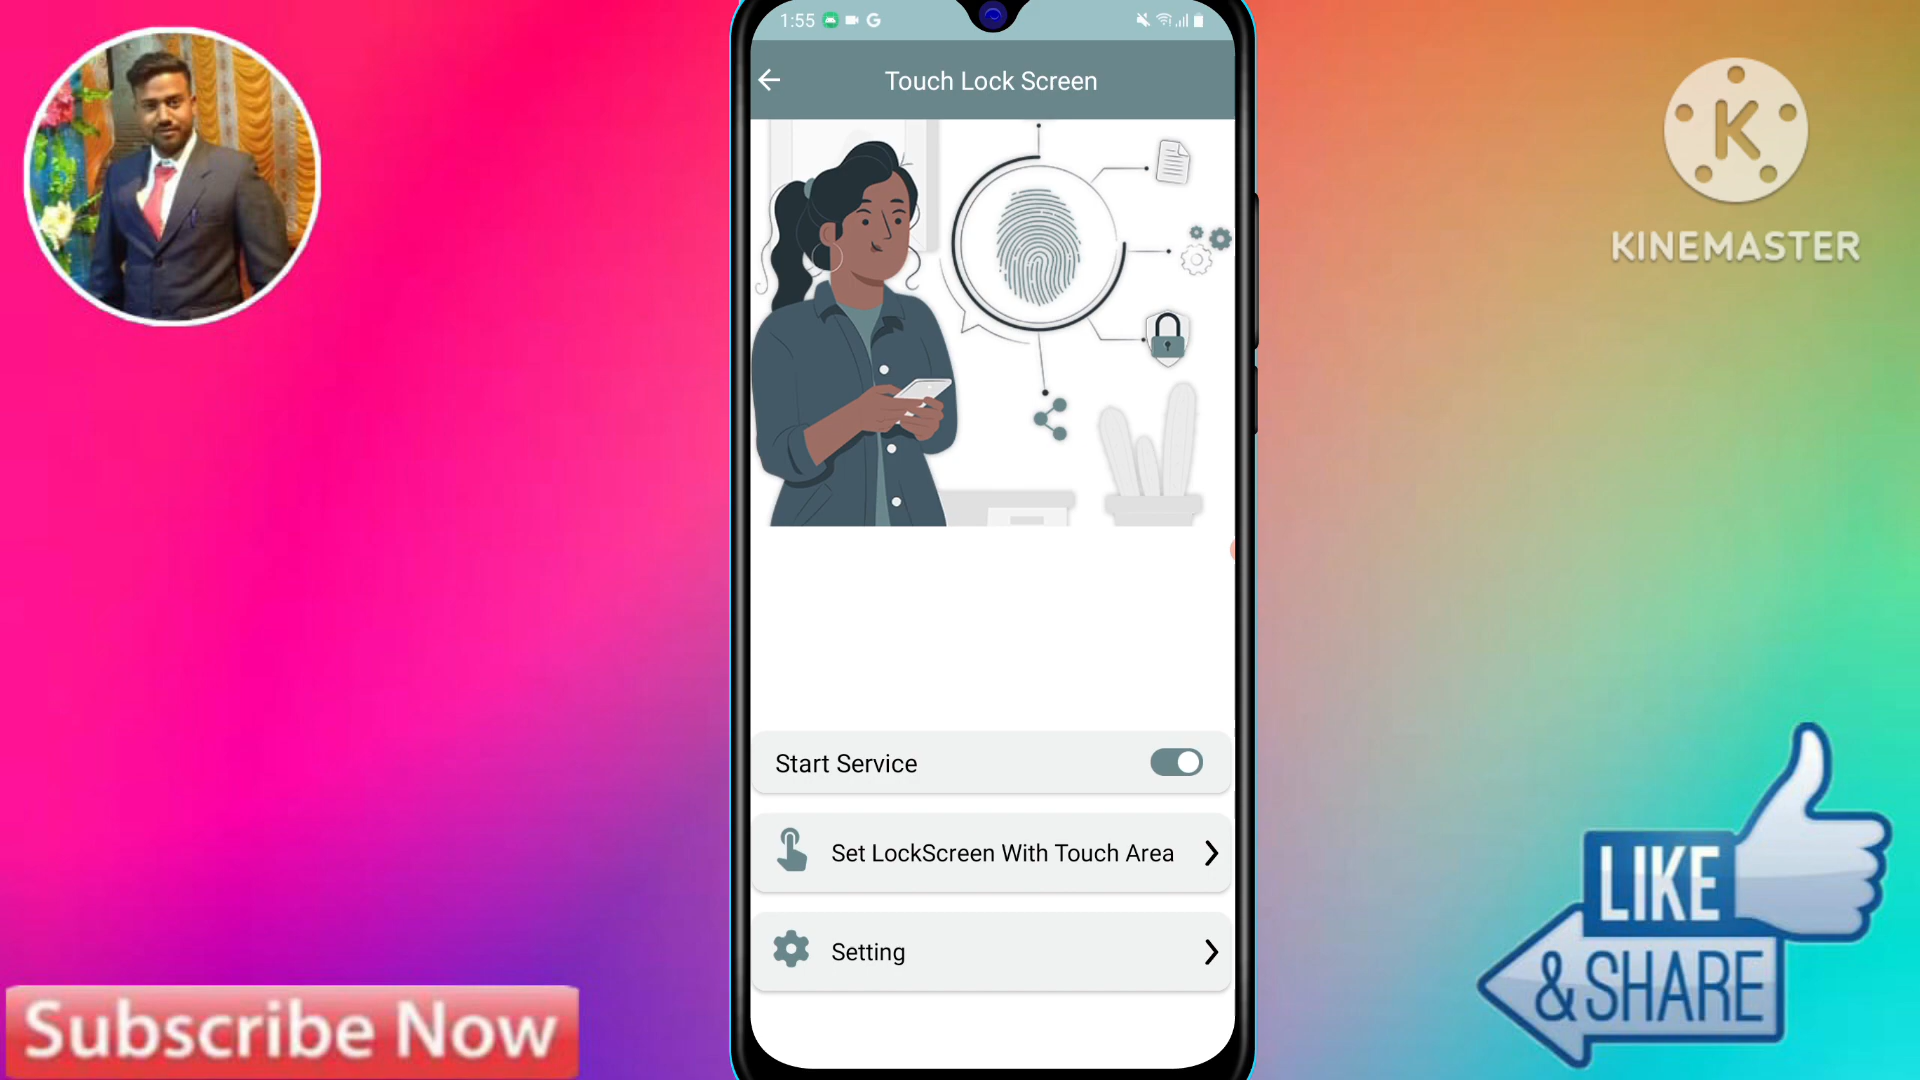 1:55
Touch Lock Screen
K
KINEMASTER
Start Service
Set LockScreen With Touch Area
Setting
LIKE
& SHARE
Subscribe Now